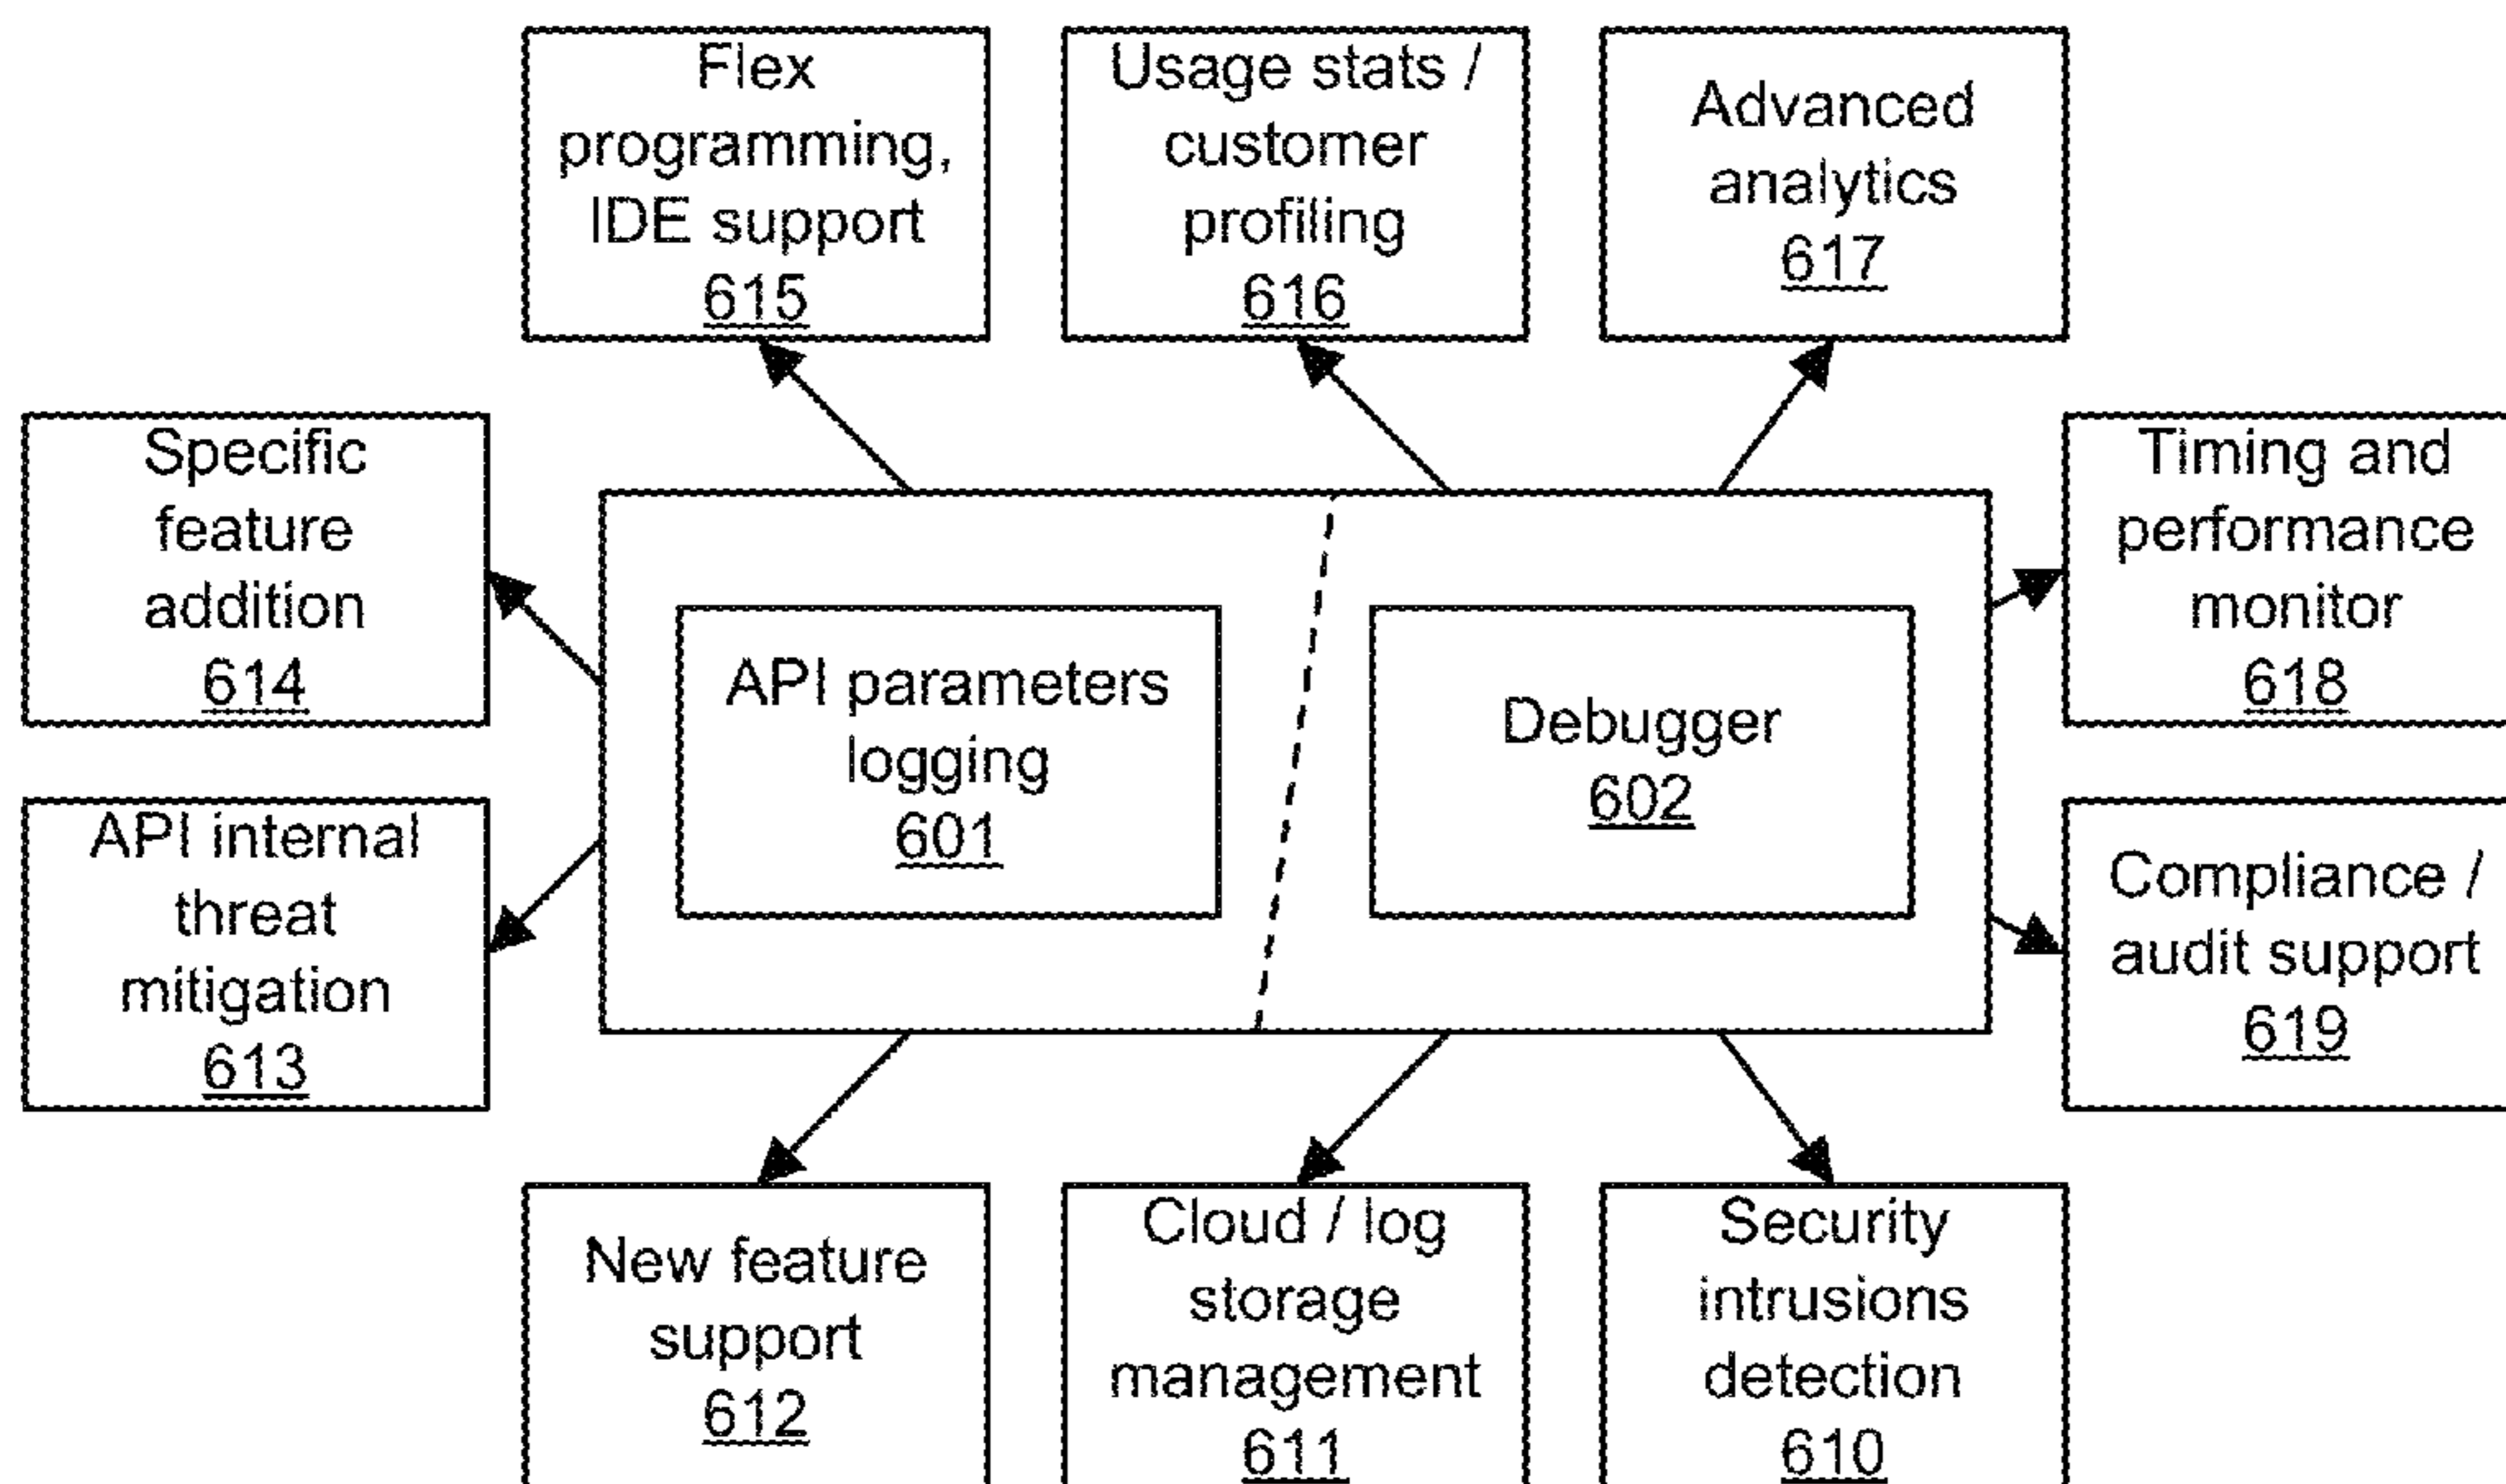 Flex
programming,
IDE support
615
Usage stats /
customer
profiling
616
Advanced
analytics
617
Specific
feature
addition
614
Timing and
performance
monitor
618
API parameters
logging
601
Debugger
602
API internal
threat
mitigation
613
Compliance /
audit support
619
New feature
support
612
Cloud / log
storage
management
611
Security
intrusions
detection
610